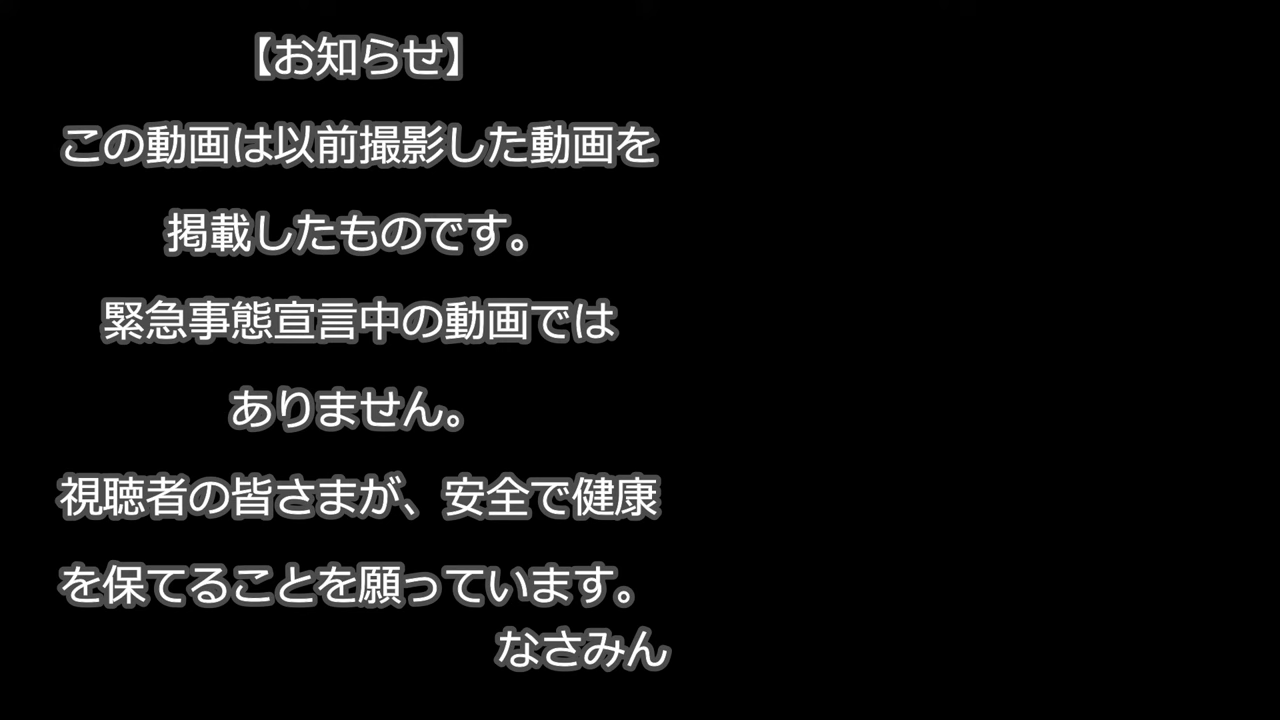 【お知らせ】
この動画は以前撮影した動画を
掲載したものです。
緊急事態宣言中の動画では
ありません。
視聴者の皆さまが、安全で健康
を保てることを願っています。
なさみん